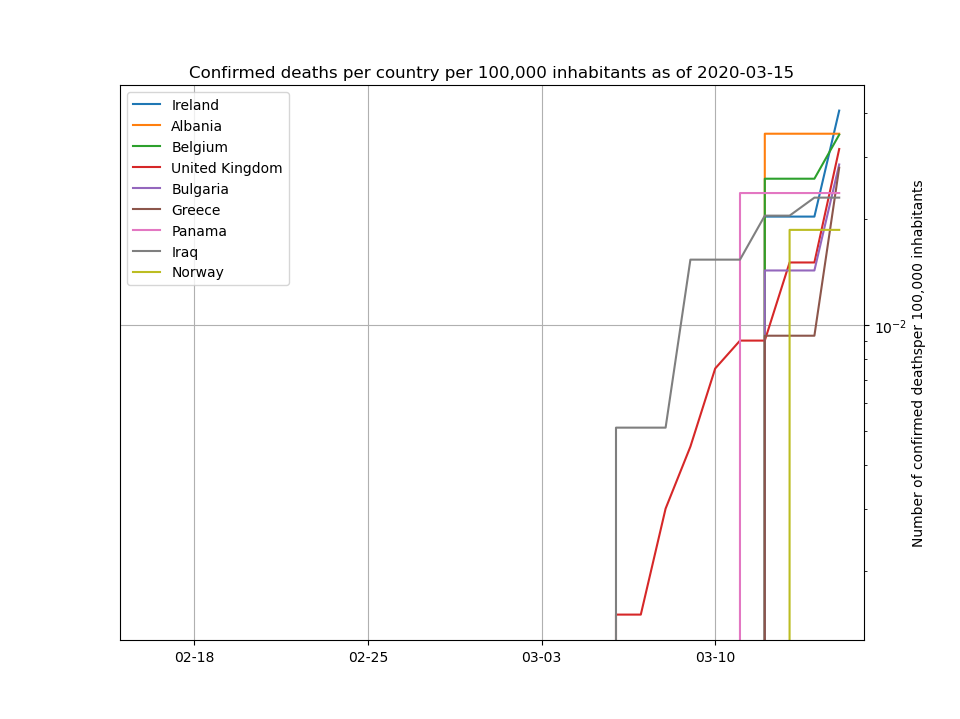 Confirmed deaths per country per 100,000 inhabitants as of 2020-03-15
Ireland
Albania
Belgium
United Kingdom
Bulgaria
Greece
Panama
Iraq
Norway
10⁻²
Number of confirmed deathsper 100,000 inhabitants
02-18
02-25
03-03
03-10